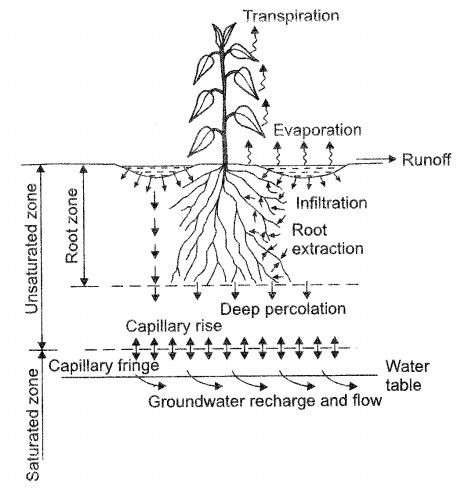 Transpiration
Evaporation
Runoff
Unsaturated zone
Root zone
Infiltration
Root
extraction
Deep percolation
Capillary rise
Capillary fringe
Water
table
Groundwater recharge and flow
Saturated zone